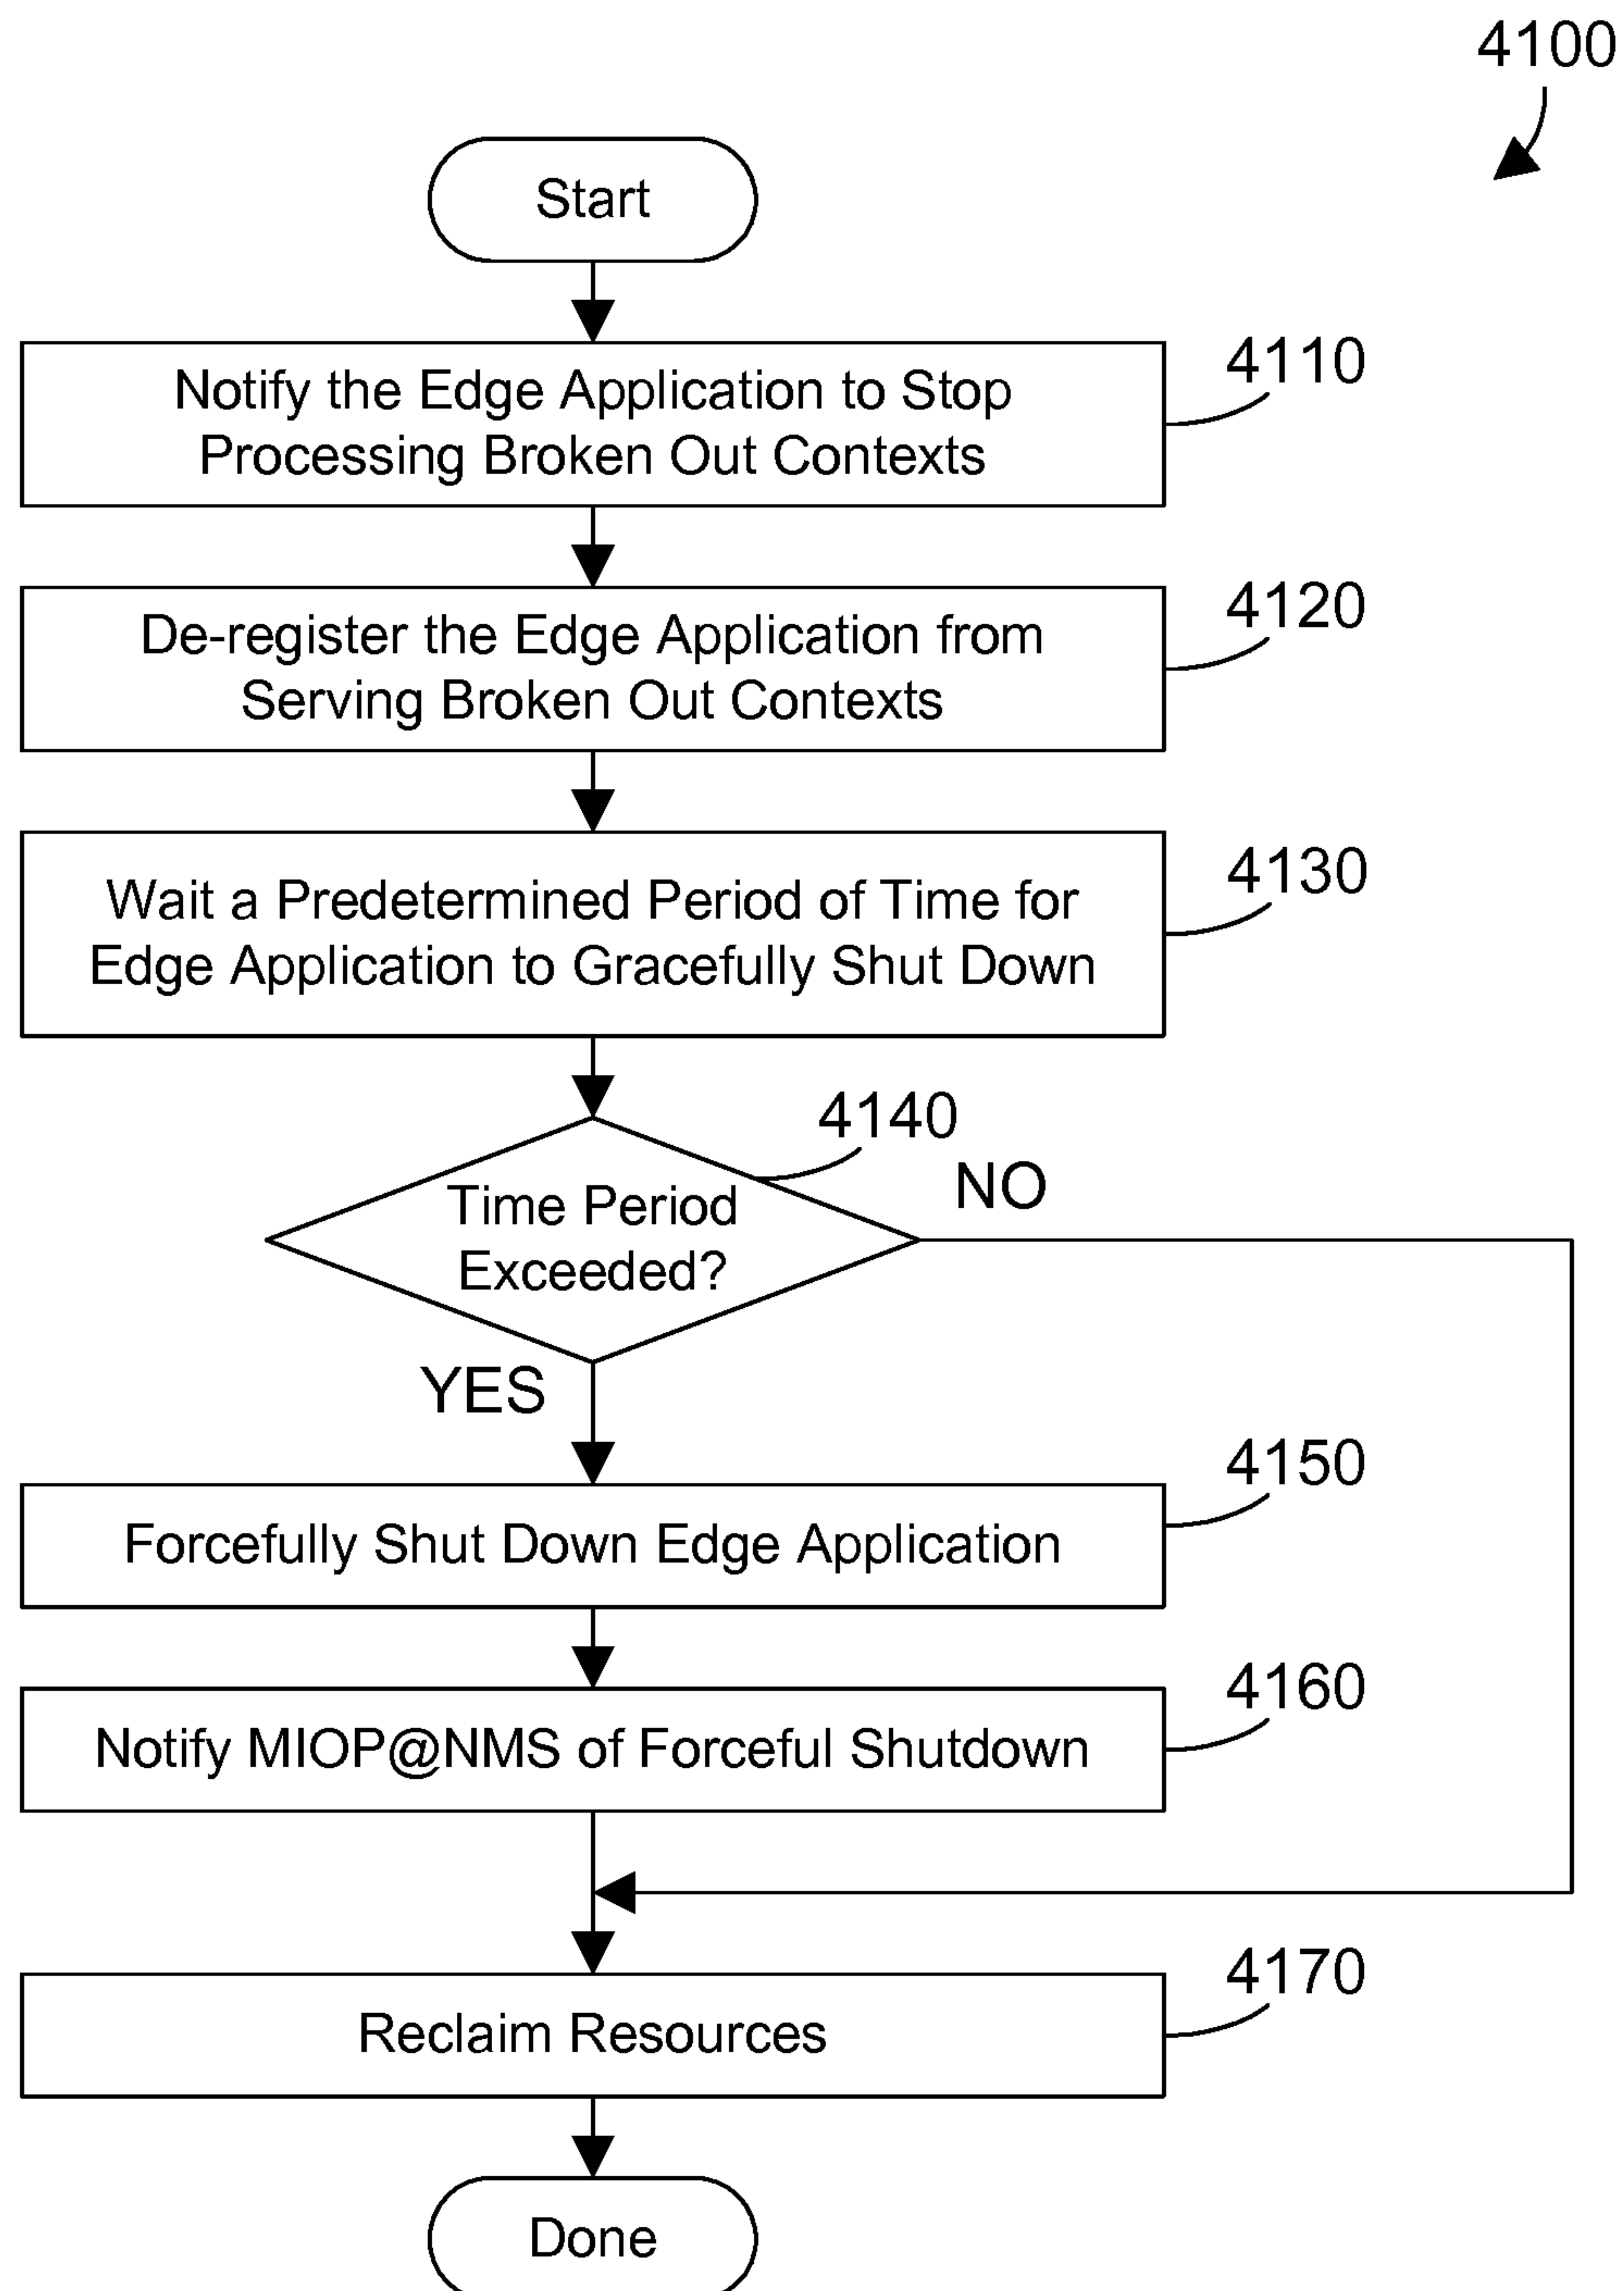 4100
Start
Notify the Edge Application to Stop
Processing Broken Out Contexts
4110
De-register the Edge Application from
Serving Broken Out Contexts
4120
Wait a Predetermined Period of Time for
Edge Application to Gracefully Shut Down
4130
4140
Time Period
Exceeded?
NO
YES
Forcefully Shut Down Edge Application
4150
Notify MIOP@NMS of Forceful Shutdown
4160
Reclaim Resources
4170
Done